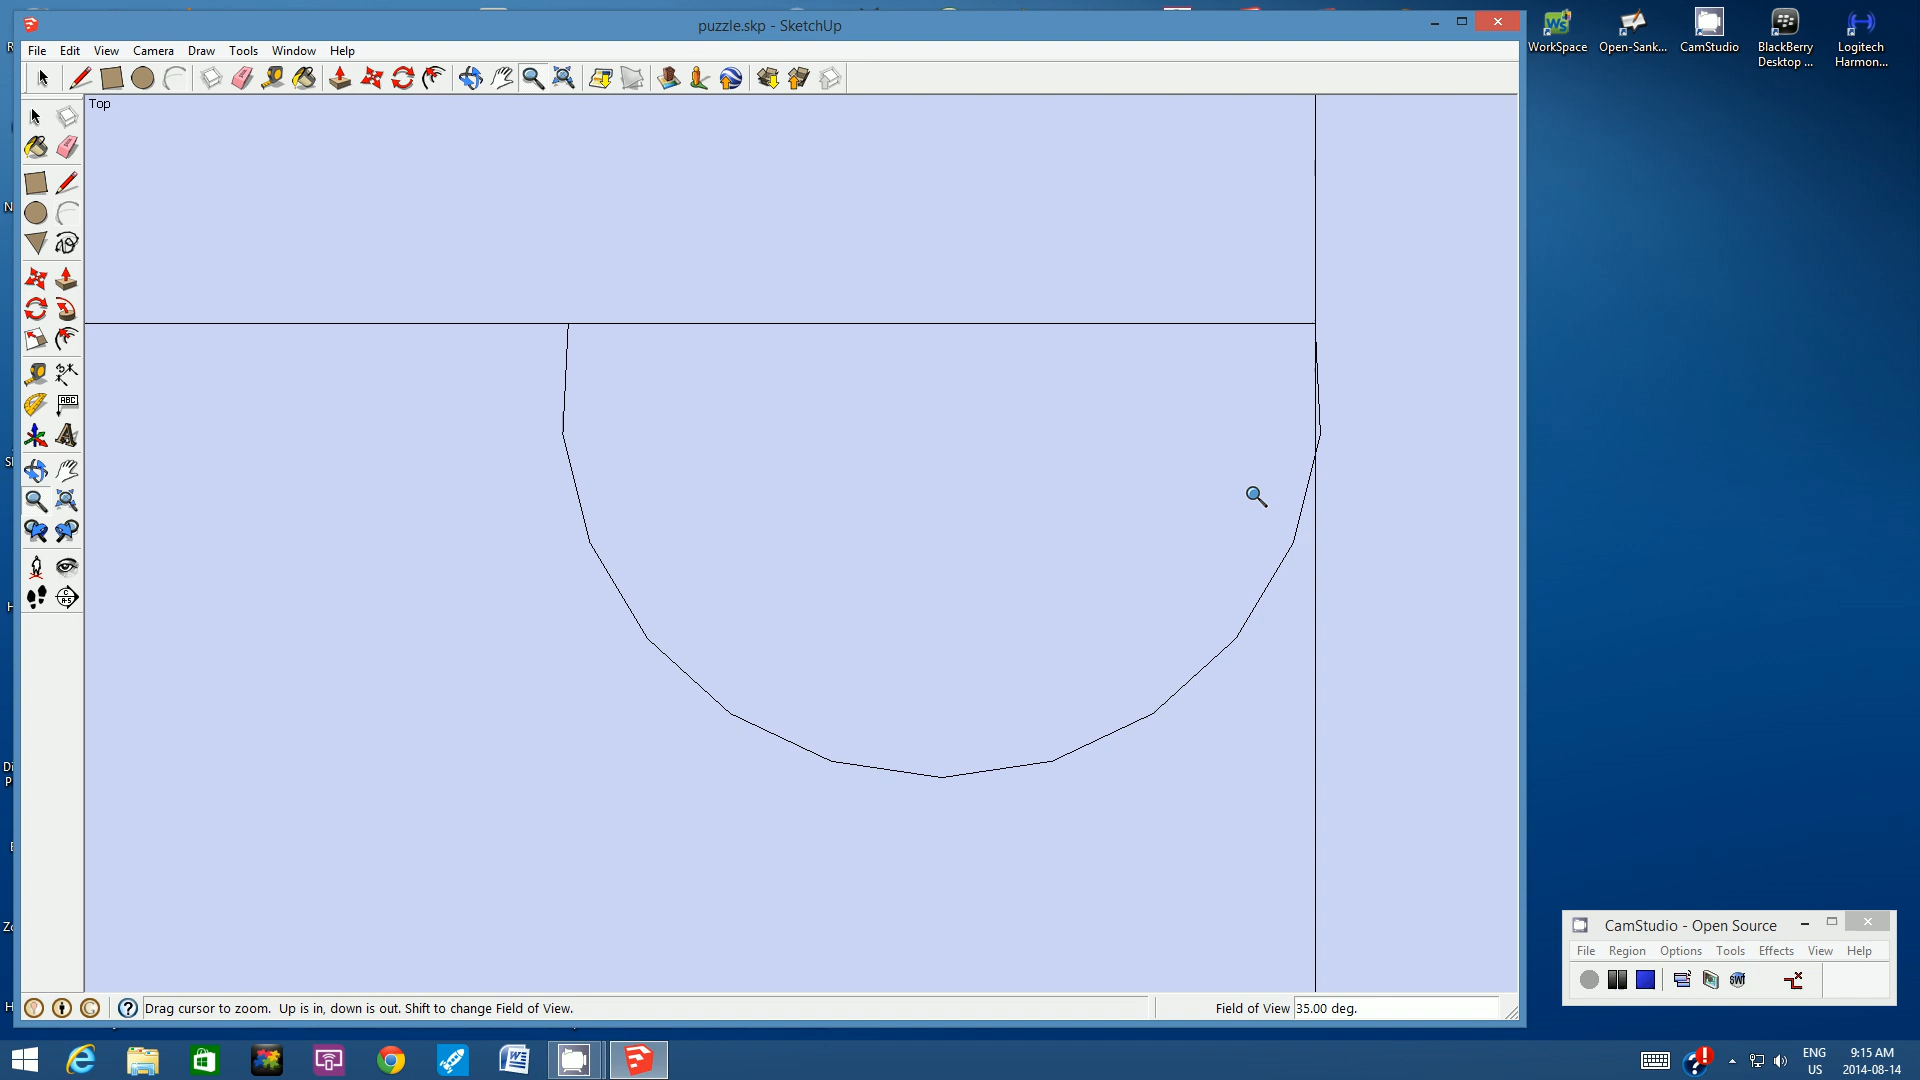 puzzle.skp - SketchUp
File Edit View Camera Draw Tools Window Help
Top
ABC
WorkSpace Open-Sank... CamStudio BlackBerry Desktop ... Logitech Harmon...
CamStudio - Open Source
File Region Options Tools Effects View Help
Drag cursor to zoom.  Up is in, down is out. Shift to change Field of View.
Field of View 35.00 deg.
ENG
US
9:15 AM
2014-08-14